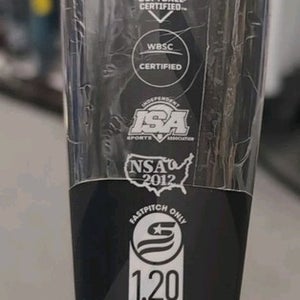 CERTIFIED
WBSC
CERTIFIED
INDEPENDENT
ISA
SPORTS ASSOCIATION
NSA
2012
FASTPITCH ONLY
1.20